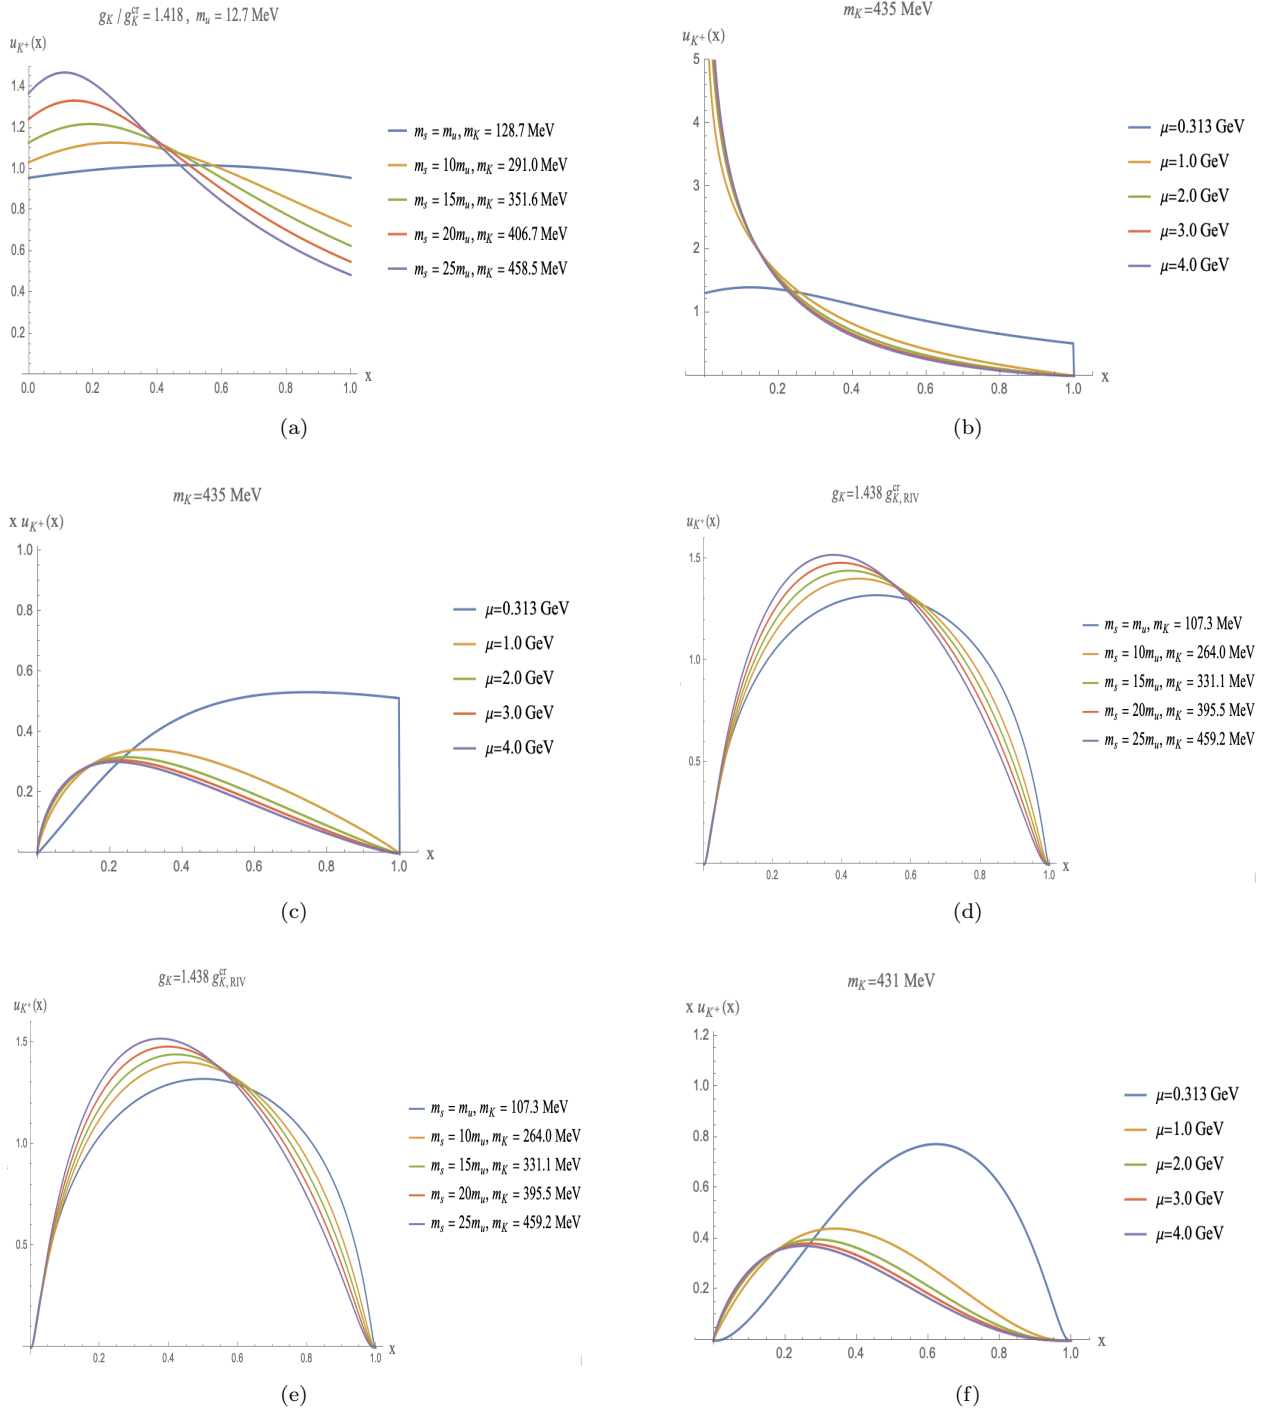 g_K / g_K^cr = 1.418 , m_u = 12.7 MeV
u_K+(x)
1.4
1.2
1.0
0.8
0.6
0.4
0.2
0.0 0.2 0.4 0.6 0.8 1.0 x
m_s = m_u, m_K = 128.7 MeV
m_s = 10m_u, m_K = 291.0 MeV
m_s = 15m_u, m_K = 351.6 MeV
m_s = 20m_u, m_K = 406.7 MeV
m_s = 25m_u, m_K = 458.5 MeV
(a)
m_K=435 MeV
u_K+(x)
5
4
3
2
1
0.2 0.4 0.6 0.8 1.0 x
μ=0.313 GeV
μ=1.0 GeV
μ=2.0 GeV
μ=3.0 GeV
μ=4.0 GeV
(b)
m_K=435 MeV
x u_K+(x)
1.0
0.8
0.6
0.4
0.2
0.2 0.4 0.6 0.8 1.0 x
μ=0.313 GeV
μ=1.0 GeV
μ=2.0 GeV
μ=3.0 GeV
μ=4.0 GeV
(c)
g_K=1.438 g_K,RIV^cr
u_K+(x)
1.5
1.0
0.5
0.2 0.4 0.6 0.8 1.0 x
m_s = m_u, m_K = 107.3 MeV
m_s = 10m_u, m_K = 264.0 MeV
m_s = 15m_u, m_K = 331.1 MeV
m_s = 20m_u, m_K = 395.5 MeV
m_s = 25m_u, m_K = 459.2 MeV
(d)
g_K=1.438 g_K,RIV^cr
u_K+(x)
1.5
1.0
0.5
0.2 0.4 0.6 0.8 1.0 x
m_s = m_u, m_K = 107.3 MeV
m_s = 10m_u, m_K = 264.0 MeV
m_s = 15m_u, m_K = 331.1 MeV
m_s = 20m_u, m_K = 395.5 MeV
m_s = 25m_u, m_K = 459.2 MeV
(e)
m_K=431 MeV
x u_K+(x)
1.2
1.0
0.8
0.6
0.4
0.2
0.2 0.4 0.6 0.8 1.0 x
μ=0.313 GeV
μ=1.0 GeV
μ=2.0 GeV
μ=3.0 GeV
μ=4.0 GeV
(f)